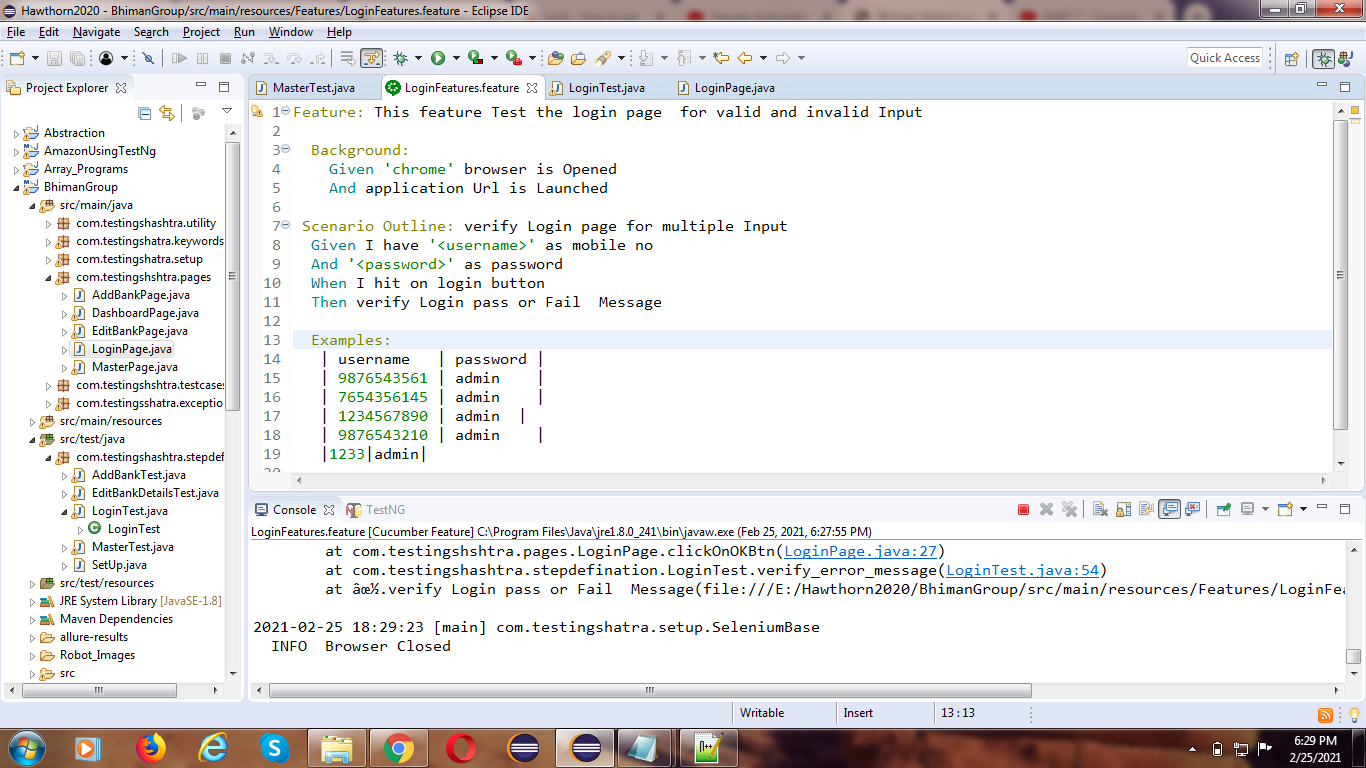 Hawthorn2020 - BhimanGroup/src/main/resources/Features/LoginFeatures.feature - Eclipse IDE
File Edit Navigate Search Project Run Window Help
Quick Access
Project Explorer
Abstraction
AmazonUsingTestNg
Array_Programs
BhimanGroup
src/main/java
com.testingshashtra.utility
com.testingshatra.keywords
com.testingshatra.setup
com.testingshshtra.pages
AddBankPage.java
DashboardPage.java
EditBankPage.java
LoginPage.java
MasterPage.java
com.testingshshtra.testcases
com.testingsshatra.exceptio
src/main/resources
src/test/java
com.testingshashtra.stepdef
AddBankTest.java
EditBankDetailsTest.java
LoginTest.java
LoginTest
MasterTest.java
SetUp.java
src/test/resources
JRE System Library [JavaSE-1.8]
Maven Dependencies
allure-results
Robot_Images
src
MasterTest.java LoginFeatures.feature LoginTest.java LoginPage.java
1 Feature: This feature Test the login page  for valid and invalid Input
2
3 Background:
4 Given 'chrome' browser is Opened
5 And application Url is Launched
6
7 Scenario Outline: verify Login page for multiple Input
8 Given I have '<username>' as mobile no
9 And '<password>' as password
10 When I hit on login button
11 Then verify Login pass or Fail  Message
12
13 Examples:
14 | username   | password |
15 | 9876543561 | admin    |
16 | 7654356145 | admin    |
17 | 1234567890 | admin  |
18 | 9876543210 | admin    |
19 |1233|admin|
20
Console TestNG
LoginFeatures.feature [Cucumber Feature] C:\Program Files\Java\jre1.8.0_241\bin\javaw.exe (Feb 25, 2021, 6:27:55 PM)
at com.testingshshtra.pages.LoginPage.clickOnOKBtn(LoginPage.java:27)
at com.testingshashtra.stepdefination.LoginTest.verify_error_message(LoginTest.java:54)
at âœ½.verify Login pass or Fail  Message(file:///E:/Hawthorn2020/BhimanGroup/src/main/resources/Features/LoginFea
2021-02-25 18:29:23 [main] com.testingshatra.setup.SeleniumBase
INFO  Browser Closed
Writable Insert 13 : 13
6:29 PM
2/25/2021